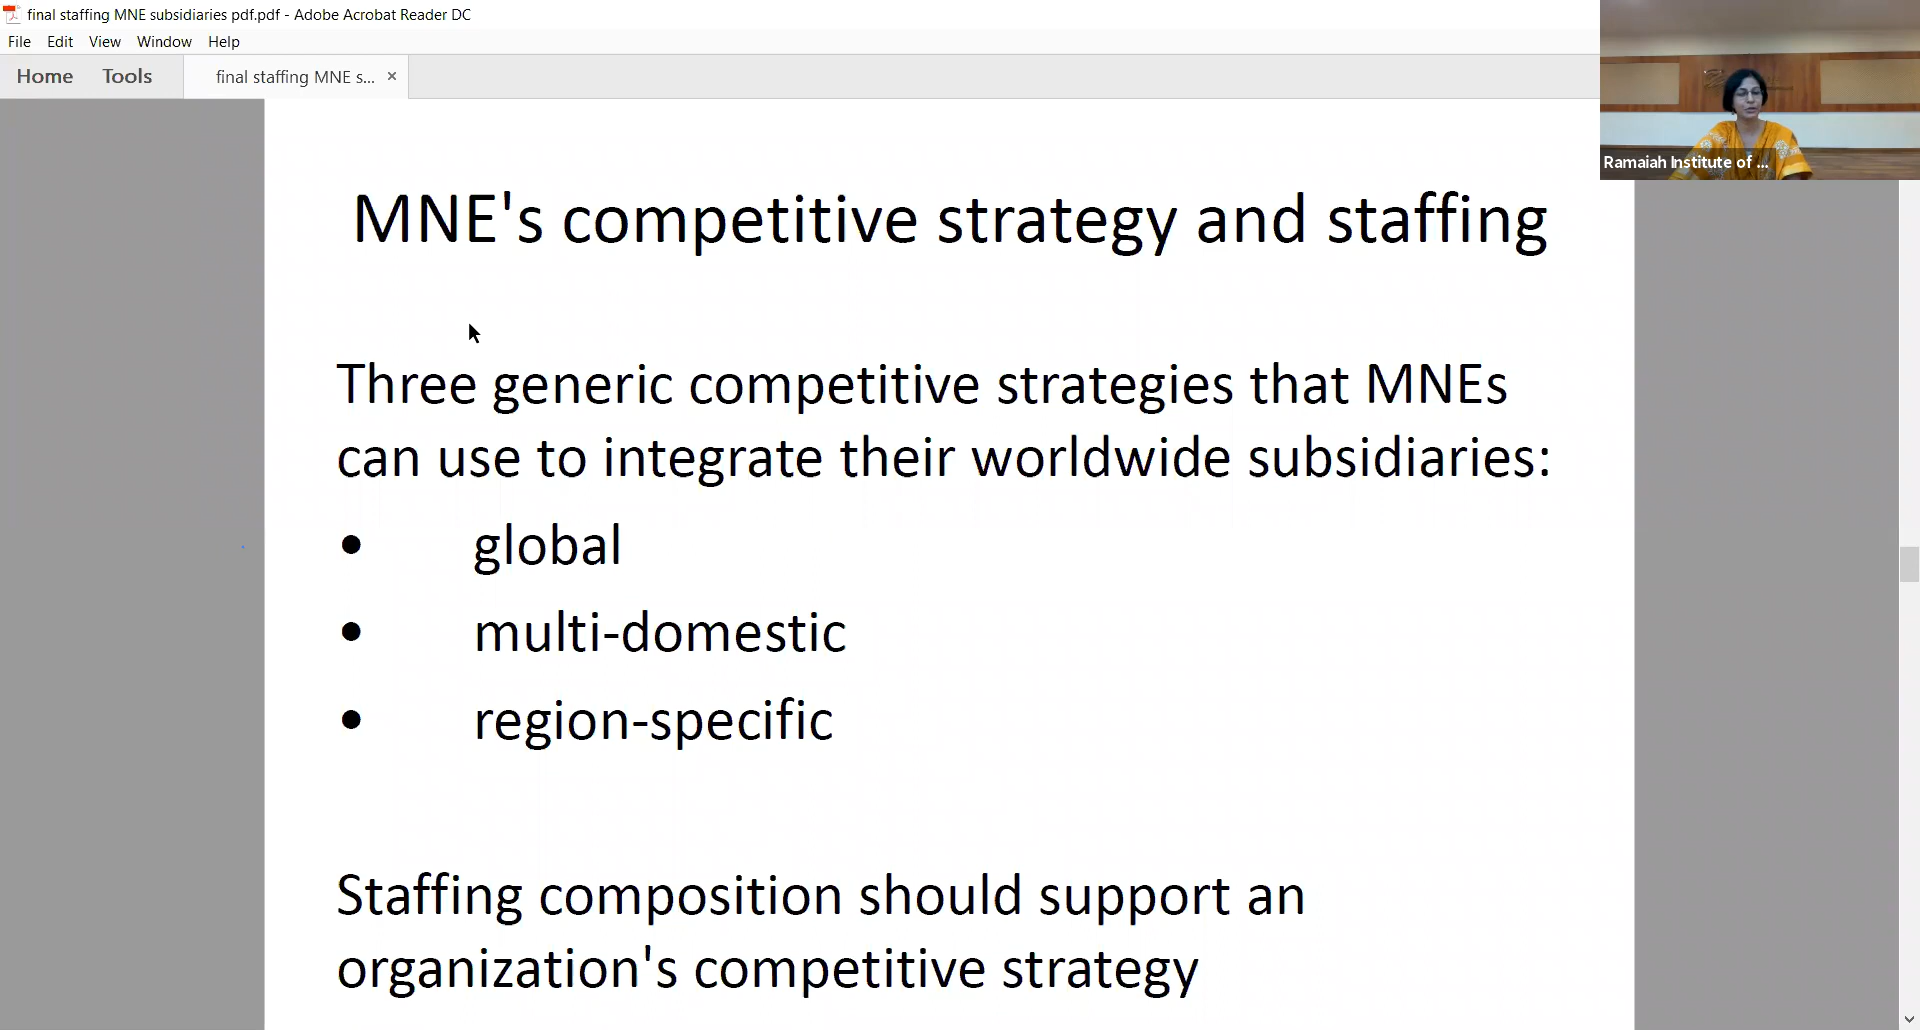 final staffing MNE subsidiaries pdf.pdf - Adobe Acrobat Reader DC
File Edit View Window Help
Home Tools final staffing MNE s... ×
Ramaiah Institute of ...
MNE's competitive strategy and staffing
Three generic competitive strategies that MNEs
can use to integrate their worldwide subsidiaries:
• global
• multi-domestic
• region-specific
Staffing composition should support an
organization's competitive strategy